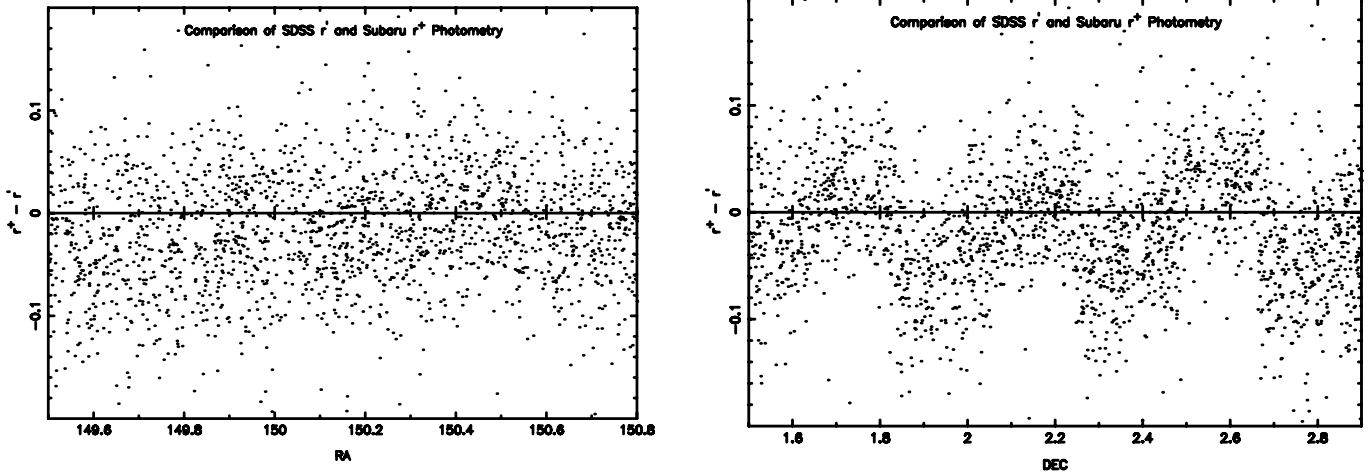 Comparison of SDSS r' and Subaru r⁺ Photometry
0.1
0
−0.1
r⁺ − r'
149.6 149.8 150 150.2 150.4 150.6 150.8
RA
Comparison of SDSS r' and Subaru r⁺ Photometry
0.1
0
−0.1
r⁺ − r'
1.6 1.8 2 2.2 2.4 2.6 2.8
DEC